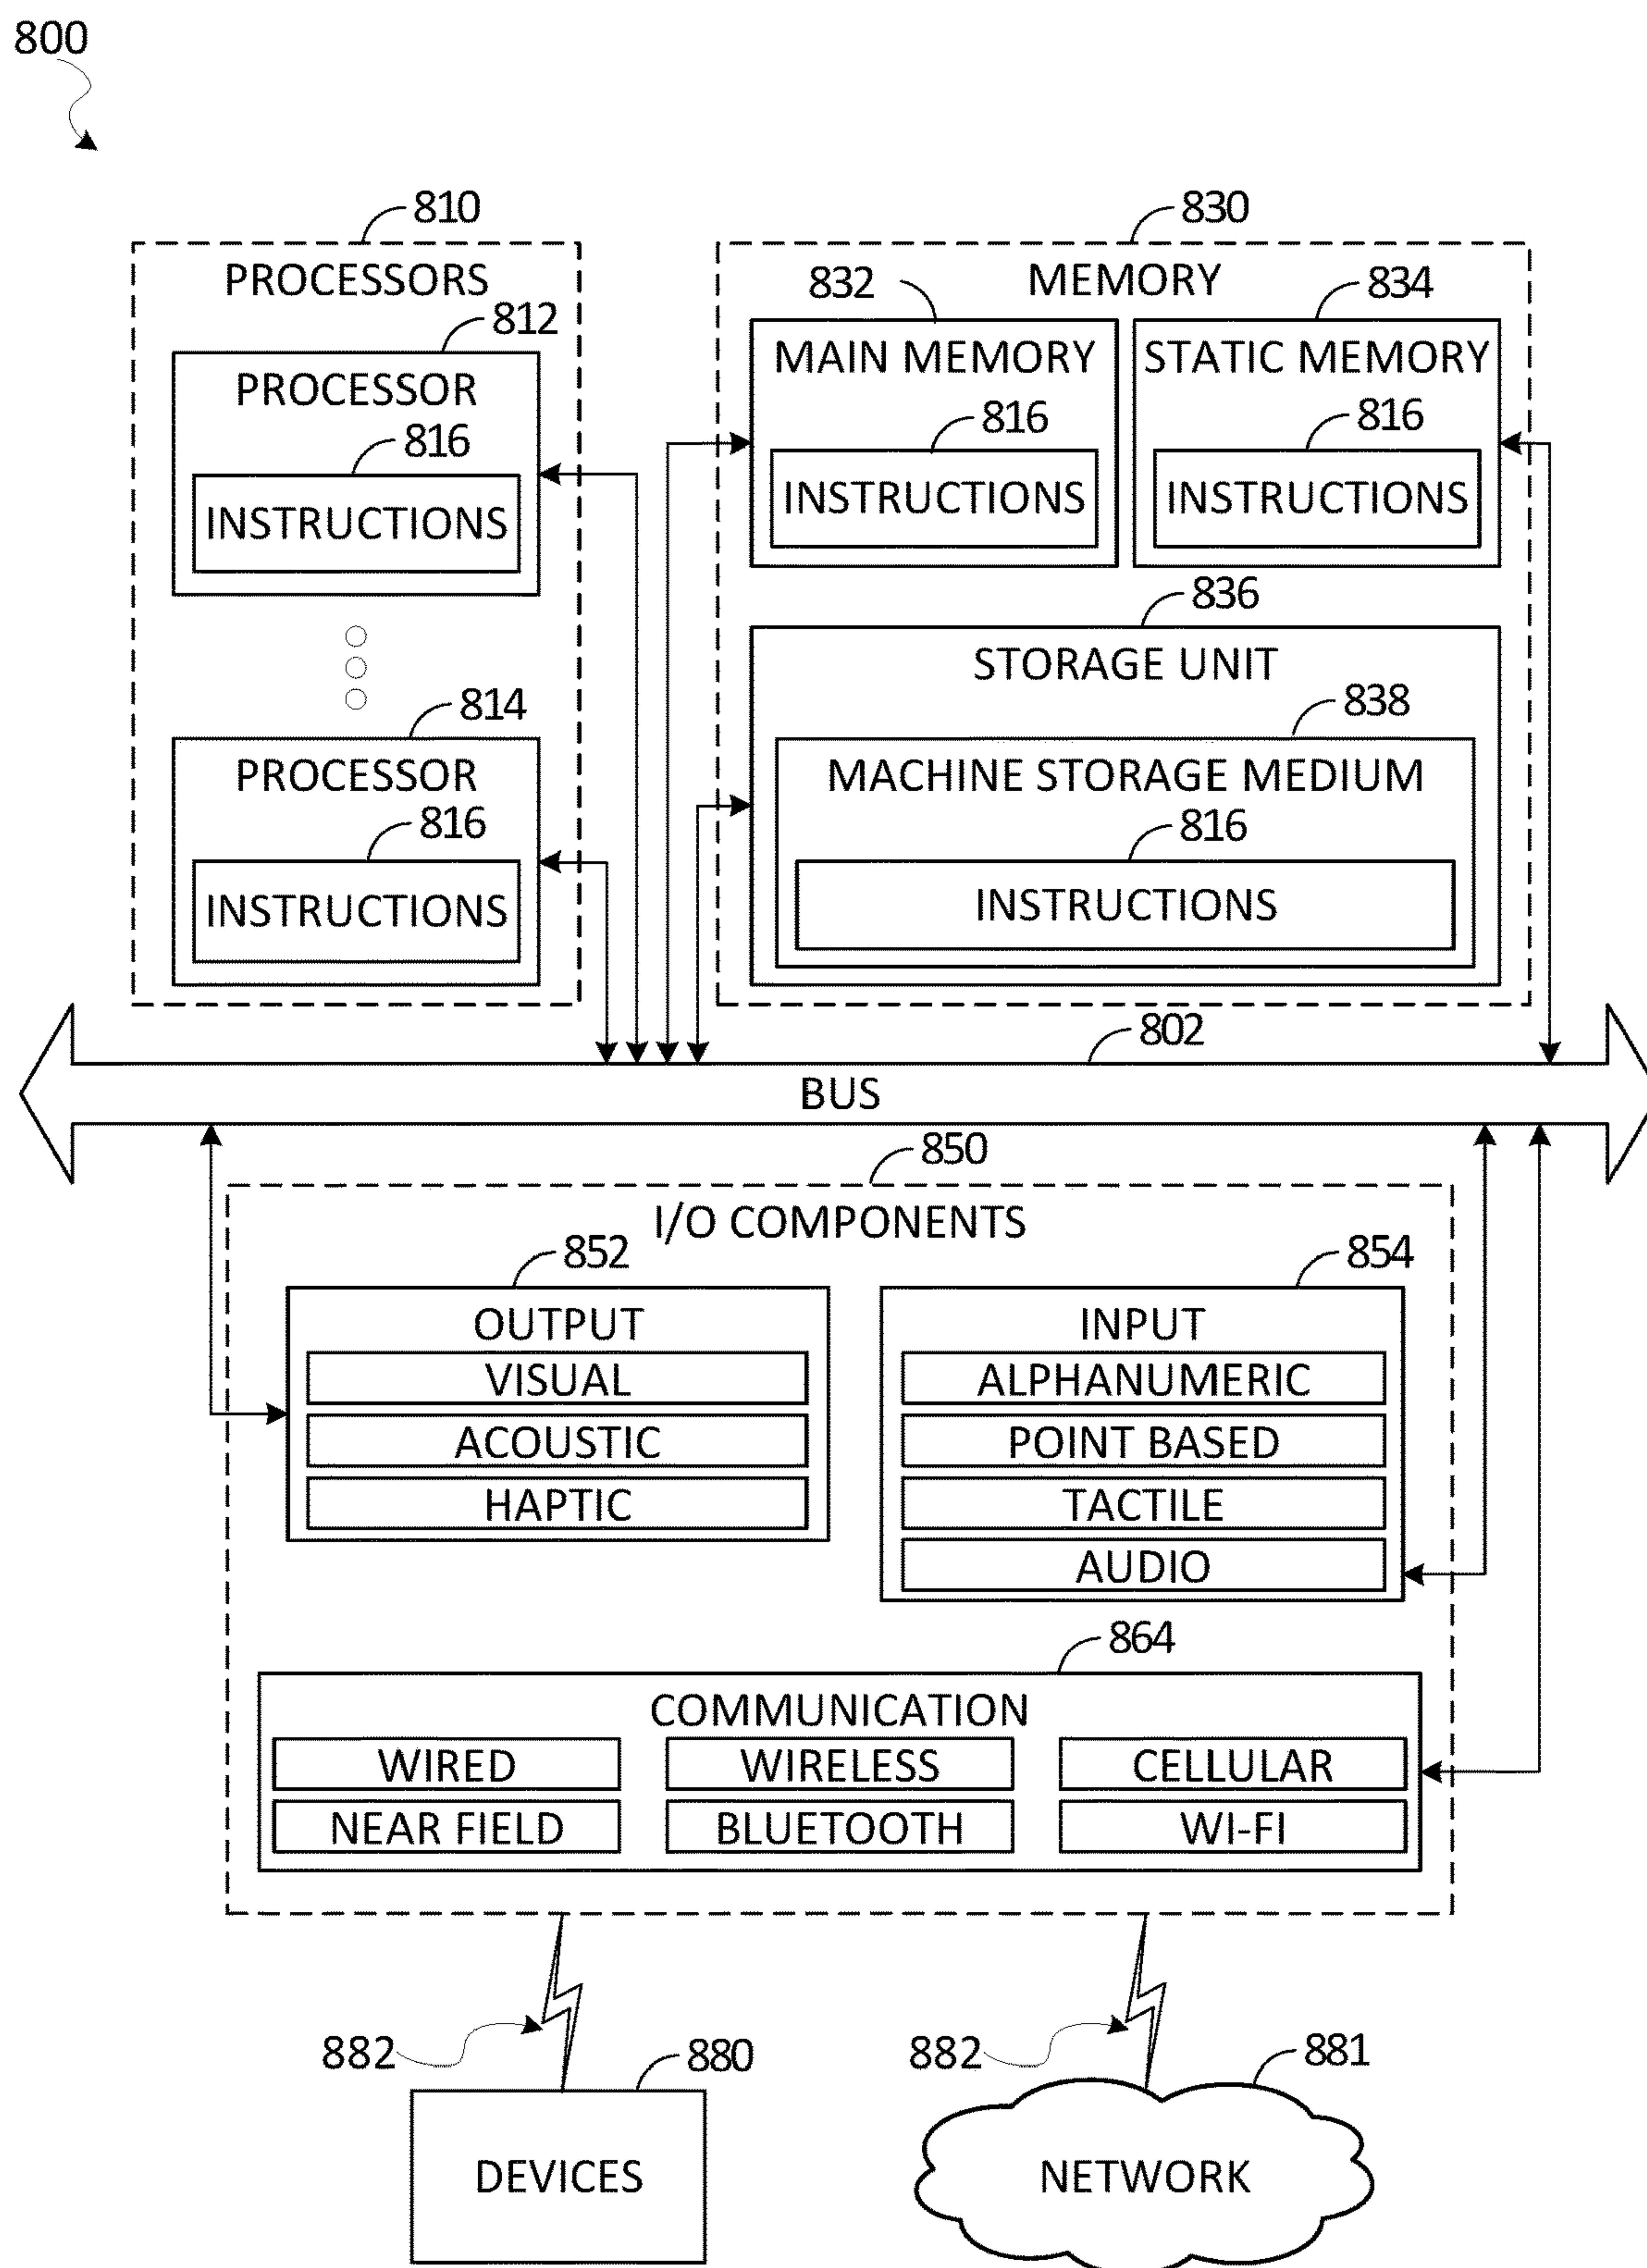 800
810
PROCESSORS
812
PROCESSOR
816
INSTRUCTIONS
814
PROCESSOR
816
INSTRUCTIONS
830
MEMORY
832
MAIN MEMORY
816
INSTRUCTIONS
834
STATIC MEMORY
816
INSTRUCTIONS
836
STORAGE UNIT
838
MACHINE STORAGE MEDIUM
816
INSTRUCTIONS
802
BUS
850
I/O COMPONENTS
852
OUTPUT
VISUAL
ACOUSTIC
HAPTIC
854
INPUT
ALPHANUMERIC
POINT BASED
TACTILE
AUDIO
864
COMMUNICATION
WIRED
WIRELESS
CELLULAR
NEAR FIELD
BLUETOOTH
WI-FI
882
880
DEVICES
882
881
NETWORK